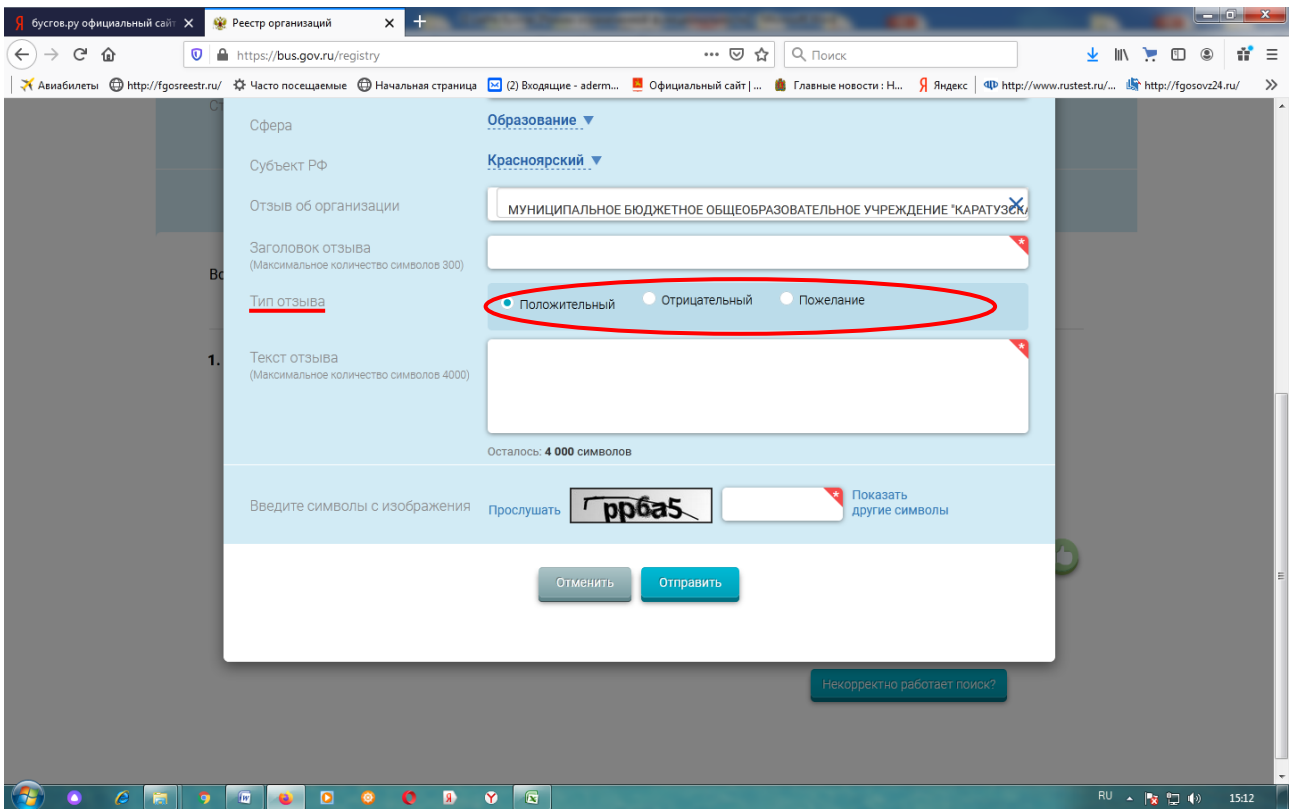 бусгов.ру официальный сайт
Реестр организаций
https://bus.gov.ru/registry
Поиск
Авиабилеты
http://fgosreestr.ru/
Часто посещаемые
Начальная страница
(2) Входящие - aderm...
Официальный сайт | ...
Главные новости : Н...
Яндекс
http://www.rustest.ru/...
http://fgosovz24.ru/
Сфера
Образование
Субъект РФ
Красноярский
Отзыв об организации
МУНИЦИПАЛЬНОЕ БЮДЖЕТНОЕ ОБЩЕОБРАЗОВАТЕЛЬНОЕ УЧРЕЖДЕНИЕ "КАРАТУЗСКА
Заголовок отзыва
(Максимальное количество символов 300)
Вс
Тип отзыва
Положительный
Отрицательный
Пожелание
1.
Текст отзыва
(Максимальное количество символов 4000)
Осталось: 4 000 символов
Введите символы с изображения
Прослушать
pp6a5
Показать
другие символы
Отменить
Отправить
Некорректно работает поиск?
RU
15:12